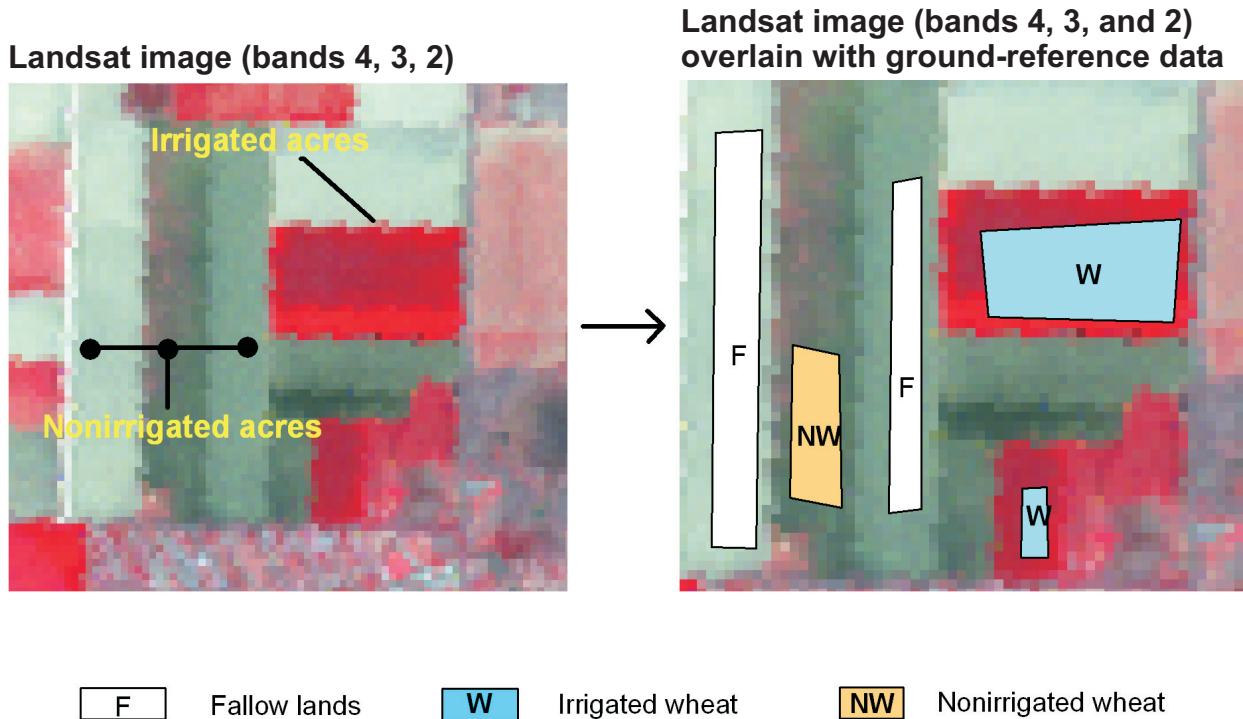 Landsat image (bands 4, 3, 2)
Irrigated acres
Nonirrigated acres
Landsat image (bands 4, 3, and 2)
overlain with ground-reference data
F
NW
F
W
W
F Fallow lands
W Irrigated wheat
NW Nonirrigated wheat